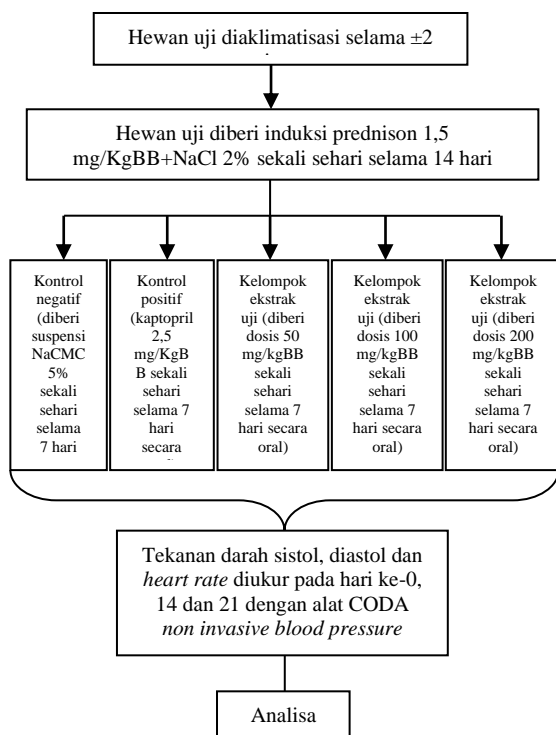 Hewan uji diaklimatisasi selama ±2
Hewan uji diberi induksi prednison 1,5
mg/KgBB+NaCl 2% sekali sehari selama 14 hari
Kontrol
negatif
(diberi
suspensi
NaCMC
5%
sekali
sehari
selama
7 hari
Kontrol
positif
(kaptopril
2,5
mg/KgB
B sekali
sehari
selama 7
hari
secara
Kelompok
ekstrak
uji (diberi
dosis 50
mg/kgBB
sekali
sehari
selama 7
hari secara
oral)
Kelompok
ekstrak
uji (diberi
dosis 100
mg/kgBB
sekali
sehari
selama 7
hari secara
oral)
Kelompok
ekstrak
uji (diberi
dosis 200
mg/kgBB
sekali
sehari
selama 7
hari secara
oral)
Tekanan darah sistol, diastol dan
heart rate diukur pada hari ke-0,
14 dan 21 dengan alat CODA
non invasive blood pressure
Analisa